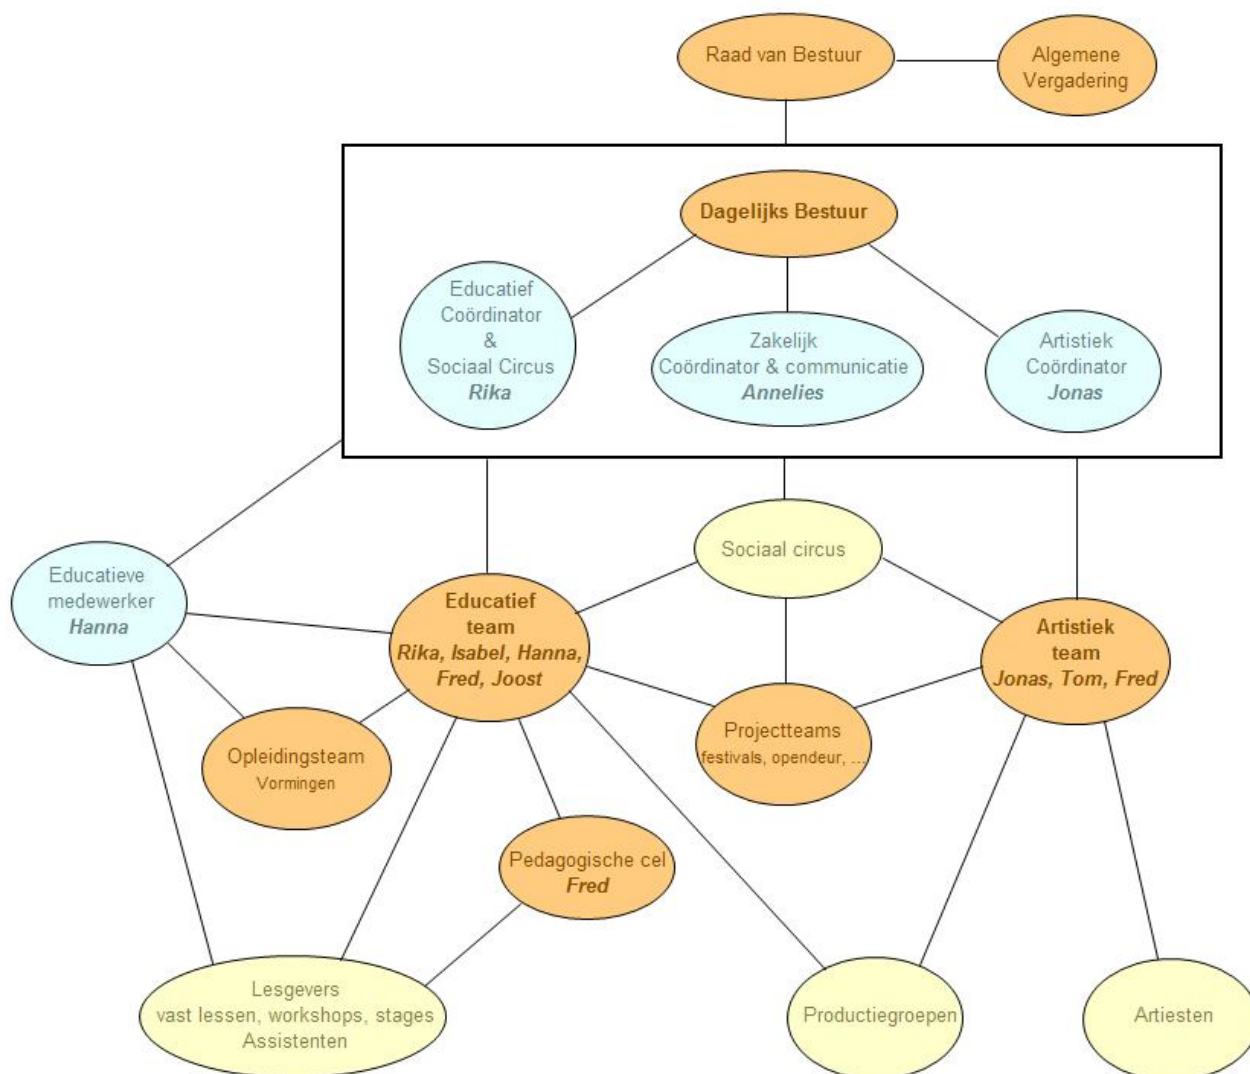 Raad van Bestuur
Algemene
Vergadering
Dagelijks Bestuur
Educatief
Coördinator
&
Sociaal Circus
Rika
Zakelijk
Coördinator & communicatie
Annelies
Artistiek
Coördinator
Jonas
Sociaal circus
Educatieve
medewerker
Hanna
Educatief
team
Rika, Isabel, Hanna,
Fred, Joost
Artistiek
team
Jonas, Tom, Fred
Opleidingsteam
Vormingen
Projectteams
festivals, opendeur, ...
Pedagogische cel
Fred
Lesgevers
vast lessen, workshops, stages
Assistenten
Productiegroepen
Artiesten